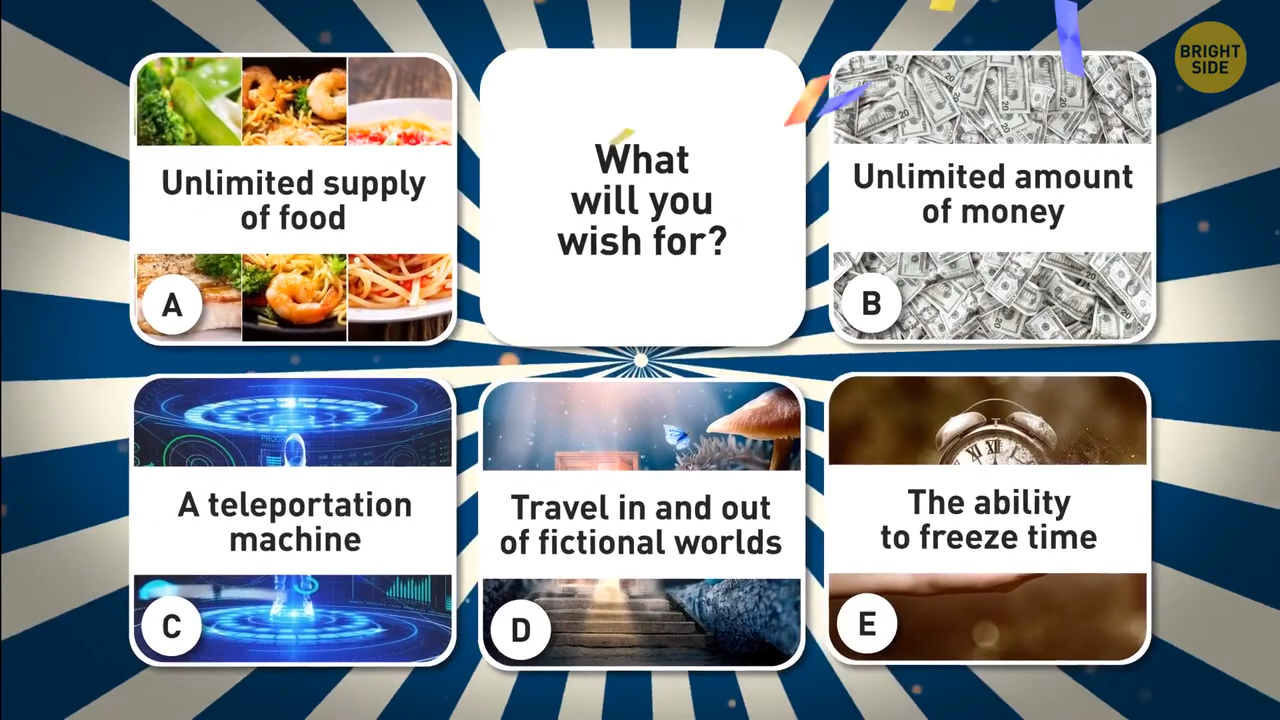 BRIGHT
SIDE
Unlimited supply
of food
A
What
will you
wish for?
Unlimited amount
of money
B
A teleportation
machine
C
Travel in and out
of fictional worlds
D
The ability
to freeze time
E